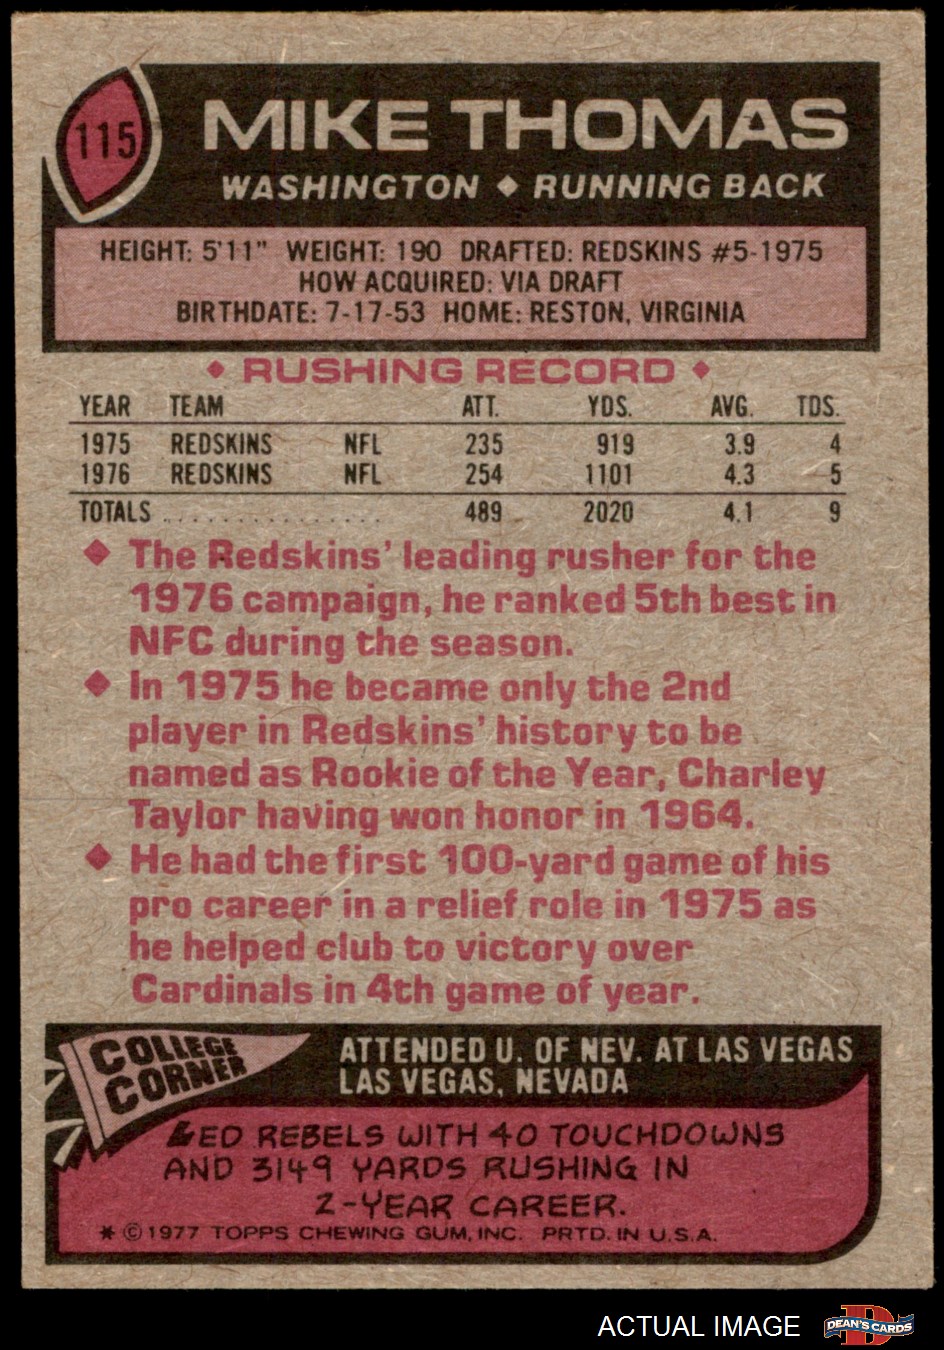 115
MIKE THOMAS
WASHINGTON ◆ RUNNING BACK
HEIGHT: 5'11" WEIGHT: 190 DRAFTED: REDSKINS #5-1975
HOW ACQUIRED: VIA DRAFT
BIRTHDATE: 7-17-53 HOME: RESTON, VIRGINIA
◆ RUSHING RECORD ◆
YEAR TEAM ATT. YDS. AVG. TDS.
1975 REDSKINS NFL 235 919 3.9 4
1976 REDSKINS NFL 254 1101 4.3 5
TOTALS . . . . . . . . . . . . . . . . 489 2020 4.1 9
◆ The Redskins' leading rusher for the
1976 campaign, he ranked 5th best in
NFC during the season.
◆ In 1975 he became only the 2nd
player in Redskins' history to be
named as Rookie of the Year, Charley
Taylor having won honor in 1964.
◆ He had the first 100-yard game of his
pro career in a relief role in 1975 as
he helped club to victory over
Cardinals in 4th game of year.
COLLEGE
CORNER
ATTENDED U. OF NEV. AT LAS VEGAS
LAS VEGAS, NEVADA
LED REBELS WITH 40 TOUCHDOWNS
AND 3149 YARDS RUSHING IN
2-YEAR CAREER.
* © 1977 TOPPS CHEWING GUM, INC. PRTD. IN U.S.A.
ACTUAL IMAGE
D
DEAN'S CARDS